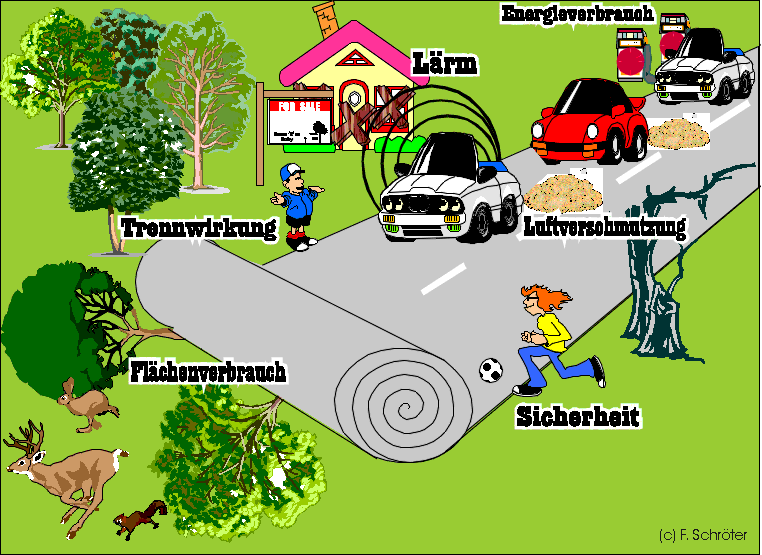 Energieverbrauch
Lärm
FOR SALE
Trennwirkung
Luftverschmutzung
Flächenverbrauch
Sicherheit
(c) F. Schröter